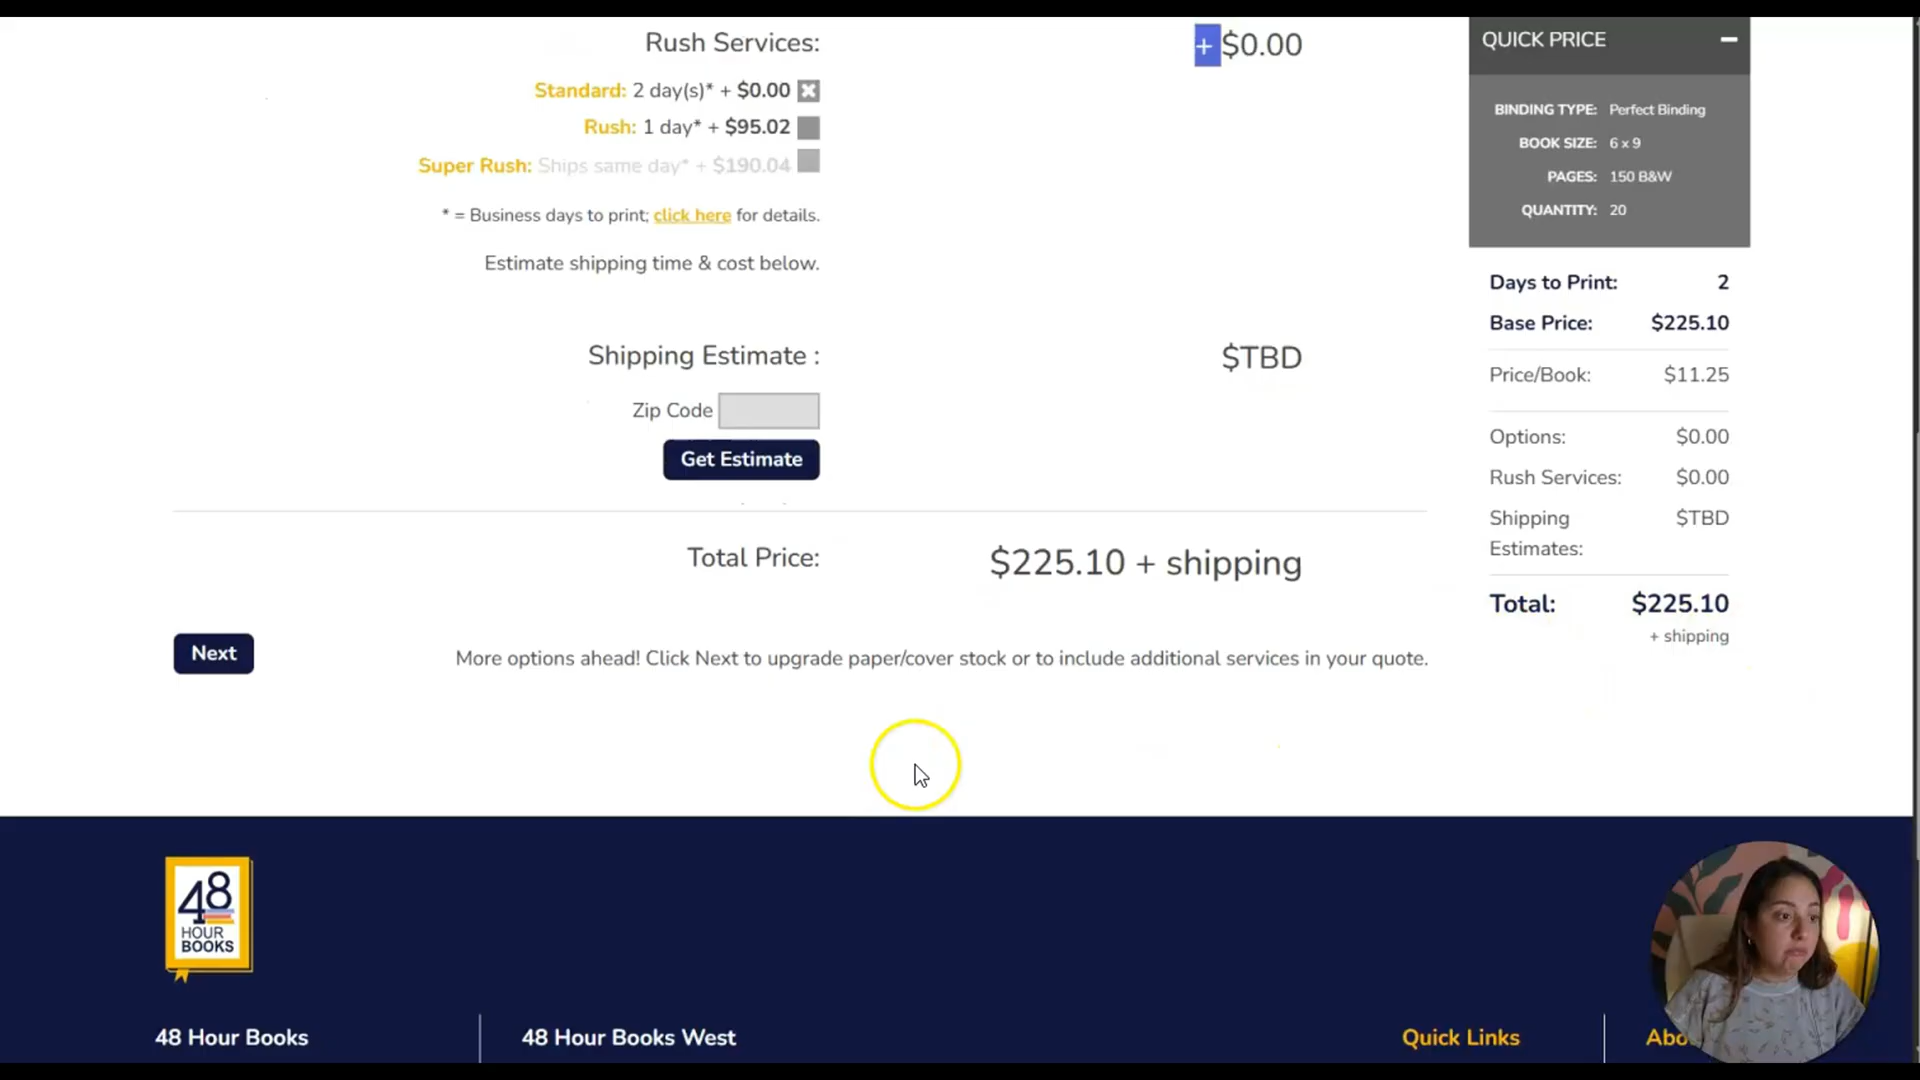 Rush Services:
+ $0.00
Standard: 2 day(s)* + $0.00
Rush: 1 day* + $95.02
Super Rush: Ships same day* + $190.04
* = Business days to print; click here for details.
Estimate shipping time & cost below.
Shipping Estimate :
$TBD
Zip Code
Get Estimate
Total Price:
$225.10 + shipping
Next
More options ahead! Click Next to upgrade paper/cover stock or to include additional services in your quote.
QUICK PRICE
BINDING TYPE: Perfect Binding
BOOK SIZE: 6 x 9
PAGES: 150 B&W
QUANTITY: 20
Days to Print: 2
Base Price: $225.10
Price/Book: $11.25
Options: $0.00
Rush Services: $0.00
Shipping $TBD
Estimates:
Total: $225.10
+ shipping
48
HOUR
BOOKS
48 Hour Books
48 Hour Books West
Quick Links